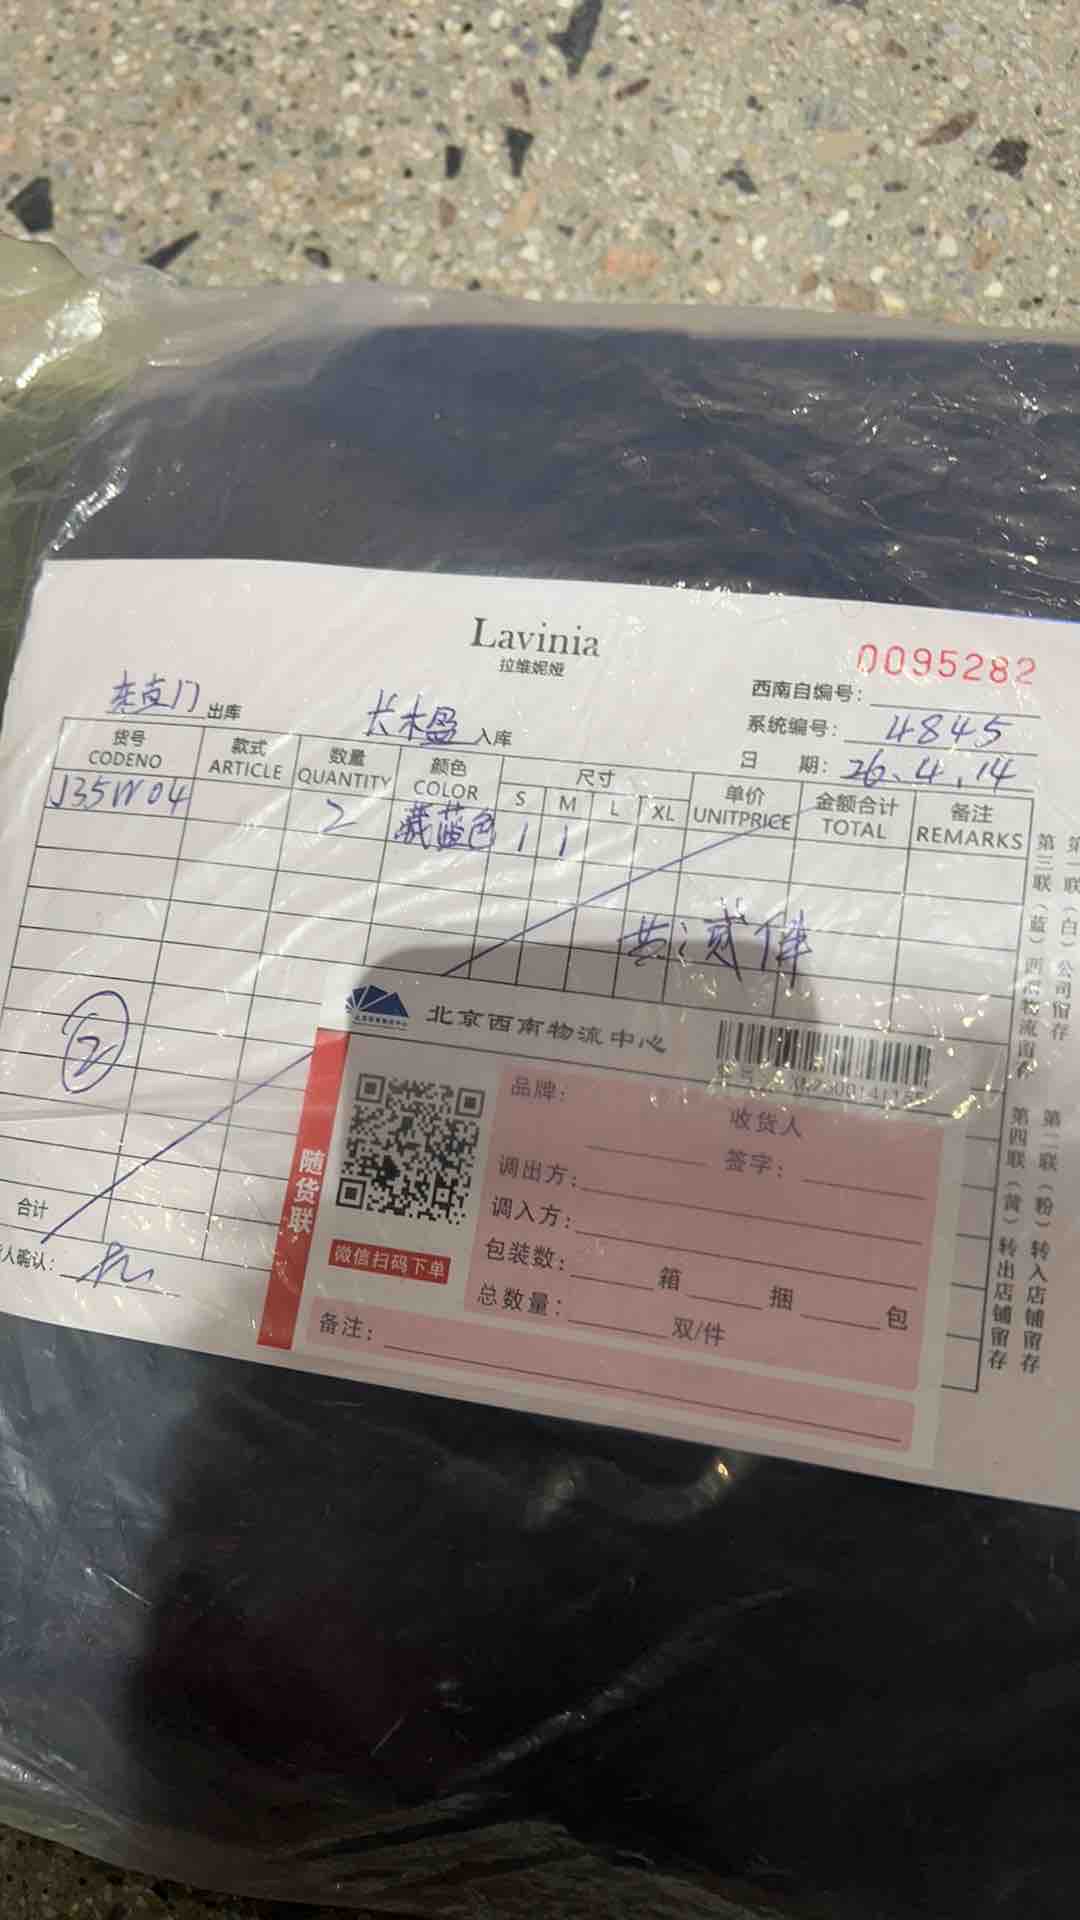 Lavinia
拉维妮娅
0095282
西南自编号：
出库
入库
系统编号： 4845
日 期： 26.4.14
货号 款式 数量 颜色 尺寸 单价 金额合计 备注
CODENO ARTICLE QUANTITY COLOR S M L XL UNITPRICE TOTAL REMARKS
J35W04 2 藏蓝色 1 1
共：贰件
②
合计
人确认：
北京西南物流中心
随货联
微信扫码下单
品牌：
收货人
签字：
调出方：
调入方：
包装数： 箱 捆 包
总数量： 双/件
备注：
第一联（白）公司留存
第二联（粉）转入店铺留存
第三联（蓝）西南物流留存
第四联（黄）转出店铺留存